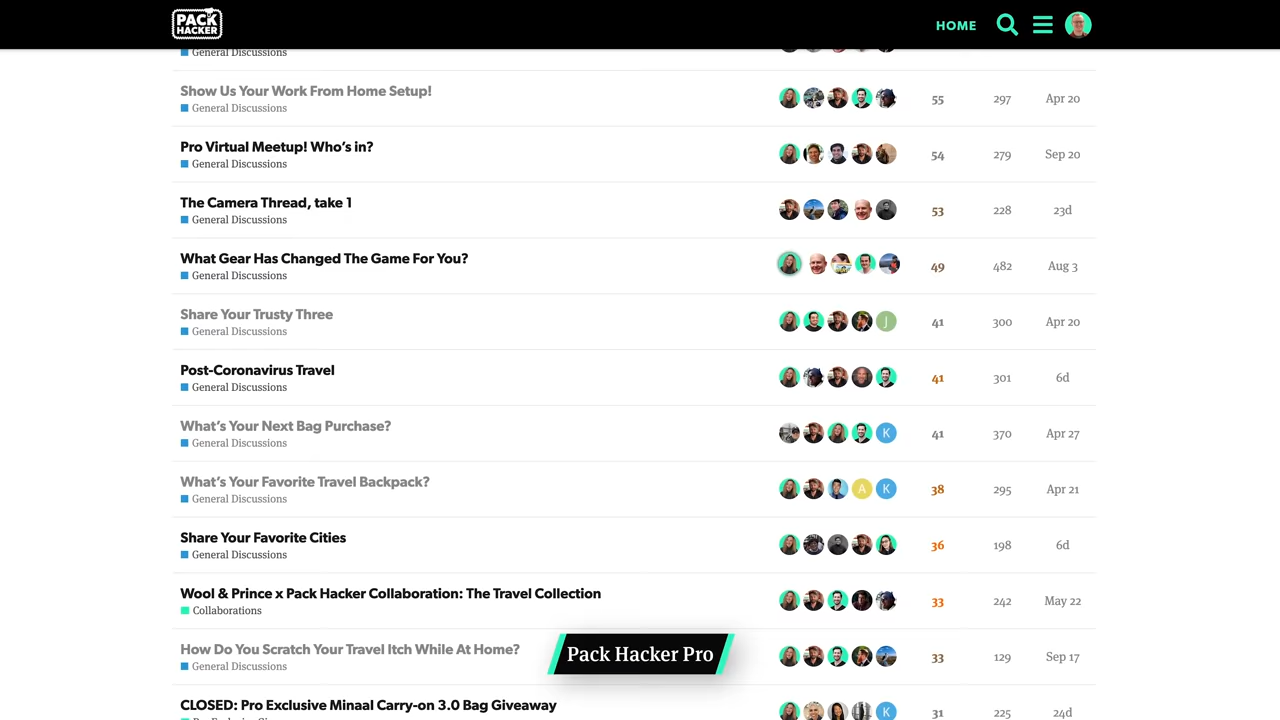 PACK
HACKER
HOME
General Discussions
Show Us Your Work From Home Setup!
General Discussions
55 297 Apr 20
Pro Virtual Meetup! Who's in?
General Discussions
54 279 Sep 20
The Camera Thread, take 1
General Discussions
53 228 23d
What Gear Has Changed The Game For You?
General Discussions
49 482 Aug 3
Share Your Trusty Three
General Discussions
J 41 300 Apr 20
Post-Coronavirus Travel
General Discussions
41 301 6d
What's Your Next Bag Purchase?
General Discussions
K 41 370 Apr 27
What's Your Favorite Travel Backpack?
General Discussions
A K 38 295 Apr 21
Share Your Favorite Cities
General Discussions
36 198 6d
Wool & Prince x Pack Hacker Collaboration: The Travel Collection
Collaborations
33 242 May 22
How Do You Scratch Your Travel Itch While At Home?
General Discussions
33 129 Sep 17
Pack Hacker Pro
CLOSED: Pro Exclusive Minaal Carry-on 3.0 Bag Giveaway
K 31 225 24d